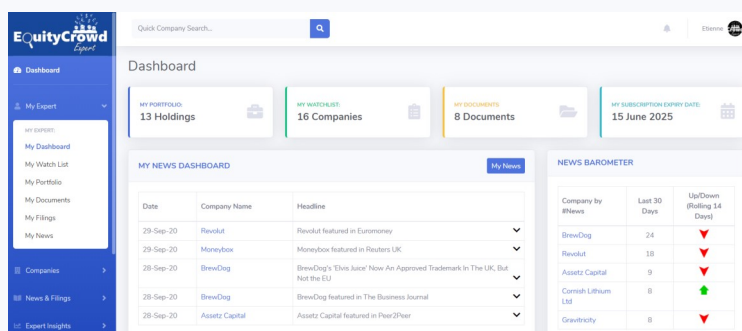 EquityCrowd
Expert
Quick Company Search...
Etienne
Dashboard
My Expert
MY EXPERT:
My Dashboard
My Watch List
My Portfolio
My Documents
My Filings
My News
Companies
News & Filings
Expert Insights
Dashboard
MY PORTFOLIO:
13 Holdings
MY WATCHLIST:
16 Companies
MY DOCUMENTS
8 Documents
MY SUBSCRIPTION EXPIRY DATE:
15 June 2025
MY NEWS DASHBOARD
My News
Date Company Name Headline
29-Sep-20 Revolut Revolut featured in Euromoney
29-Sep-20 Moneybox Moneybox featured in Reuters UK
28-Sep-20 BrewDog BrewDog's 'Elvis Juice' Now An Approved Trademark In The UK, But
Not the EU
28-Sep-20 BrewDog BrewDog featured in The Business Journal
28-Sep-20 Assetz Capital Assetz Capital featured in Peer2Peer
NEWS BAROMETER
Company by
#News
Last 30
Days
Up/Down
(Rolling 14
Days)
BrewDog 24
Revolut 18
Assetz Capital 9
Cornish Lithium
Ltd
8
Gravitricity 8